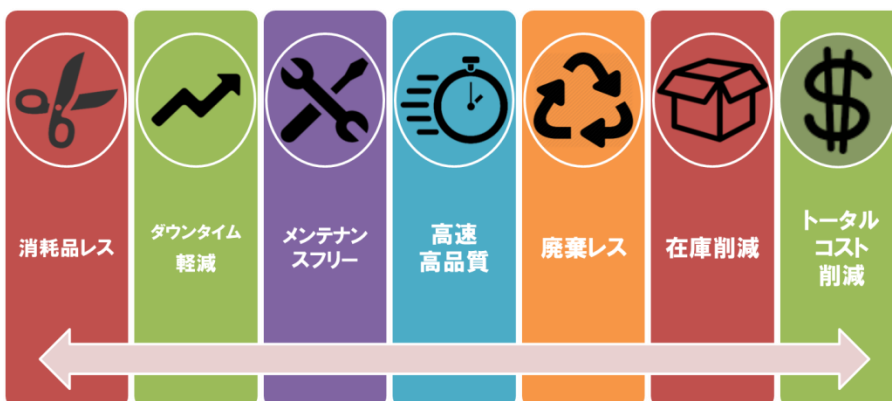 消耗品レス
ダウンタイム
軽減
メンテナン
スフリー
高速
高品質
廃棄レス
在庫削減
トータル
コスト
削減